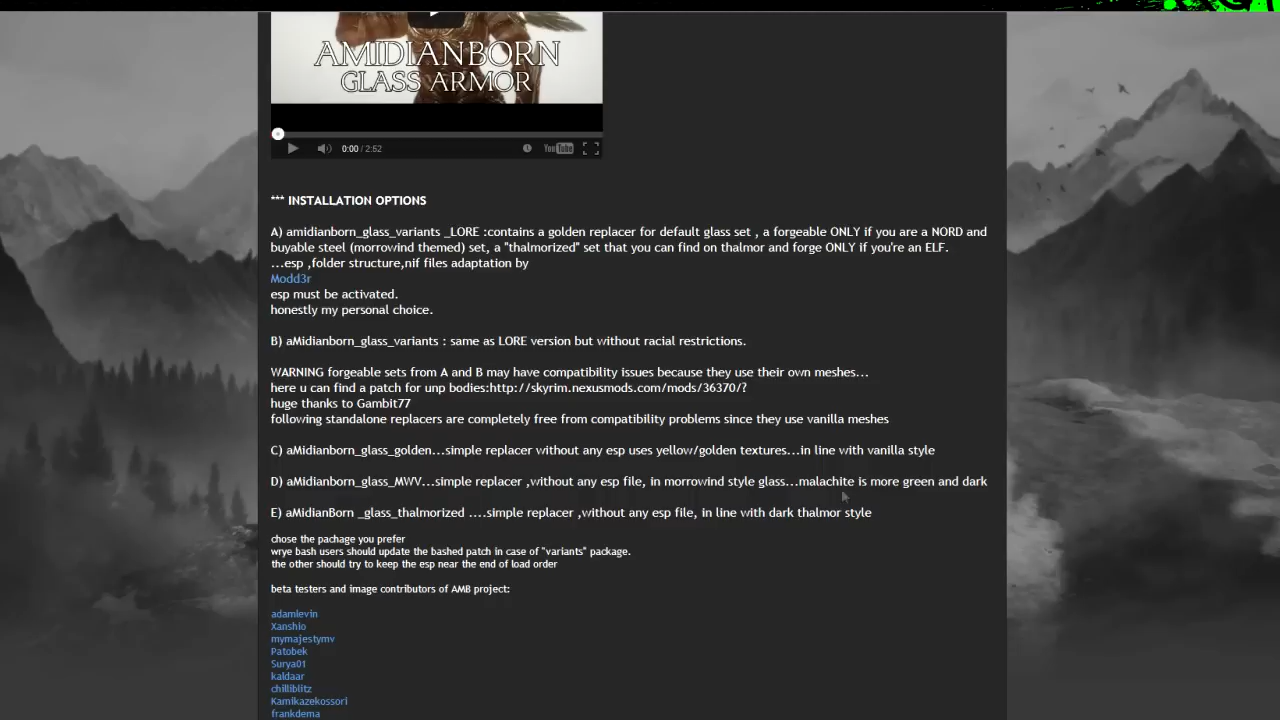 AMIDIANBORN
GLASS ARMOR
0:00 / 2:52
YouTube
*** INSTALLATION OPTIONS
A) amidianborn_glass_variants _LORE :contains a golden replacer for default glass set , a forgeable ONLY if you are a NORD and
buyable steel (morrowind themed) set, a "thalmorized" set that you can find on thalmor and forge ONLY if you're an ELF.
...esp ,folder structure,nif files adaptation by
Modd3r
esp must be activated.
honestly my personal choice.
B) aMidianborn_glass_variants : same as LORE version but without racial restrictions.
WARNING forgeable sets from A and B may have compatibility issues because they use their own meshes...
here u can find a patch for unp bodies:http://skyrim.nexusmods.com/mods/36370/?
huge thanks to Gambit77
following standalone replacers are completely free from compatibility problems since they use vanilla meshes
C) aMidianborn_glass_golden...simple replacer without any esp uses yellow/golden textures...in line with vanilla style
D) aMidianborn_glass_MWV...simple replacer ,without any esp file, in morrowind style glass...malachite is more green and dark
E) aMidianBorn _glass_thalmorized ....simple replacer ,without any esp file, in line with dark thalmor style
chose the pachage you prefer
wrye bash users should update the bashed patch in case of "variants" package.
the other should try to keep the esp near the end of load order
beta testers and image contributors of AMB project:
adamlevin
Xanshio
mymajestymv
Patobek
Surya01
kaldaar
chilliblitz
Kamikazekossori
frankdema